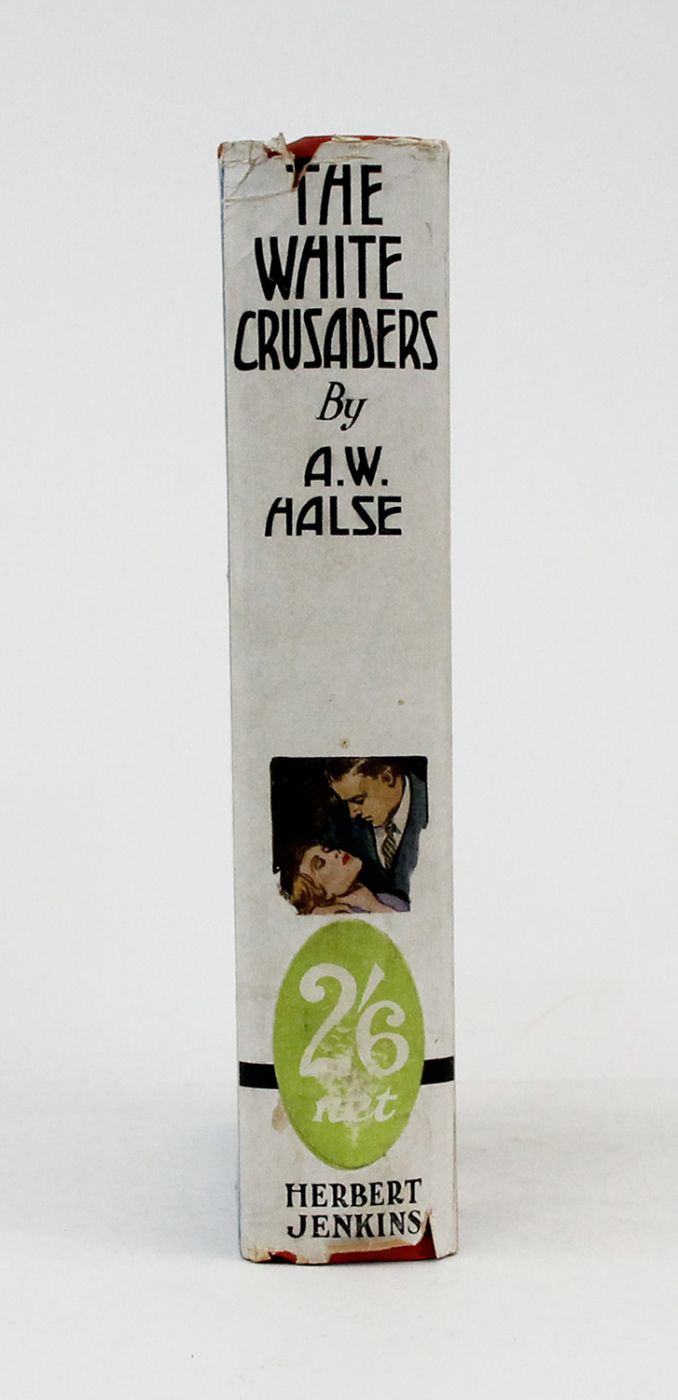 THE
WHITE
CRUSADERS
By
A.W.
HALSE
2/6
net
HERBERT
JENKINS